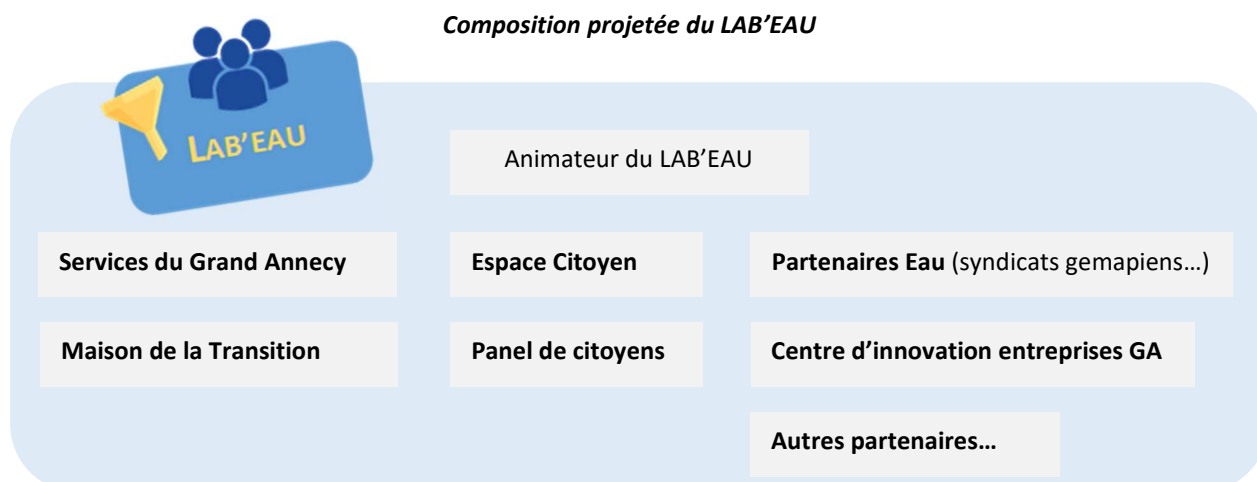 Composition projetée du LAB’EAU
LAB’EAU
Animateur du LAB’EAU
Services du Grand Annecy
Espace Citoyen
Partenaires Eau (syndicats gemapiens…)
Maison de la Transition
Panel de citoyens
Centre d’innovation entreprises GA
Autres partenaires…